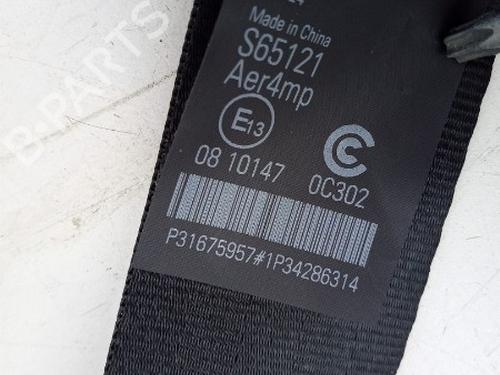 Made in China
S65121
Aer4mp
E13
08 10147
0C302
P31675957#1P34286314
B-PARTS